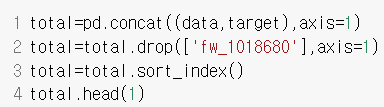 1 total=pd.concat((data,target),axis=1)
2 total=total.drop(['fw_1018680'],axis=1)
3 total=total.sort_index()
4 total.head(1)